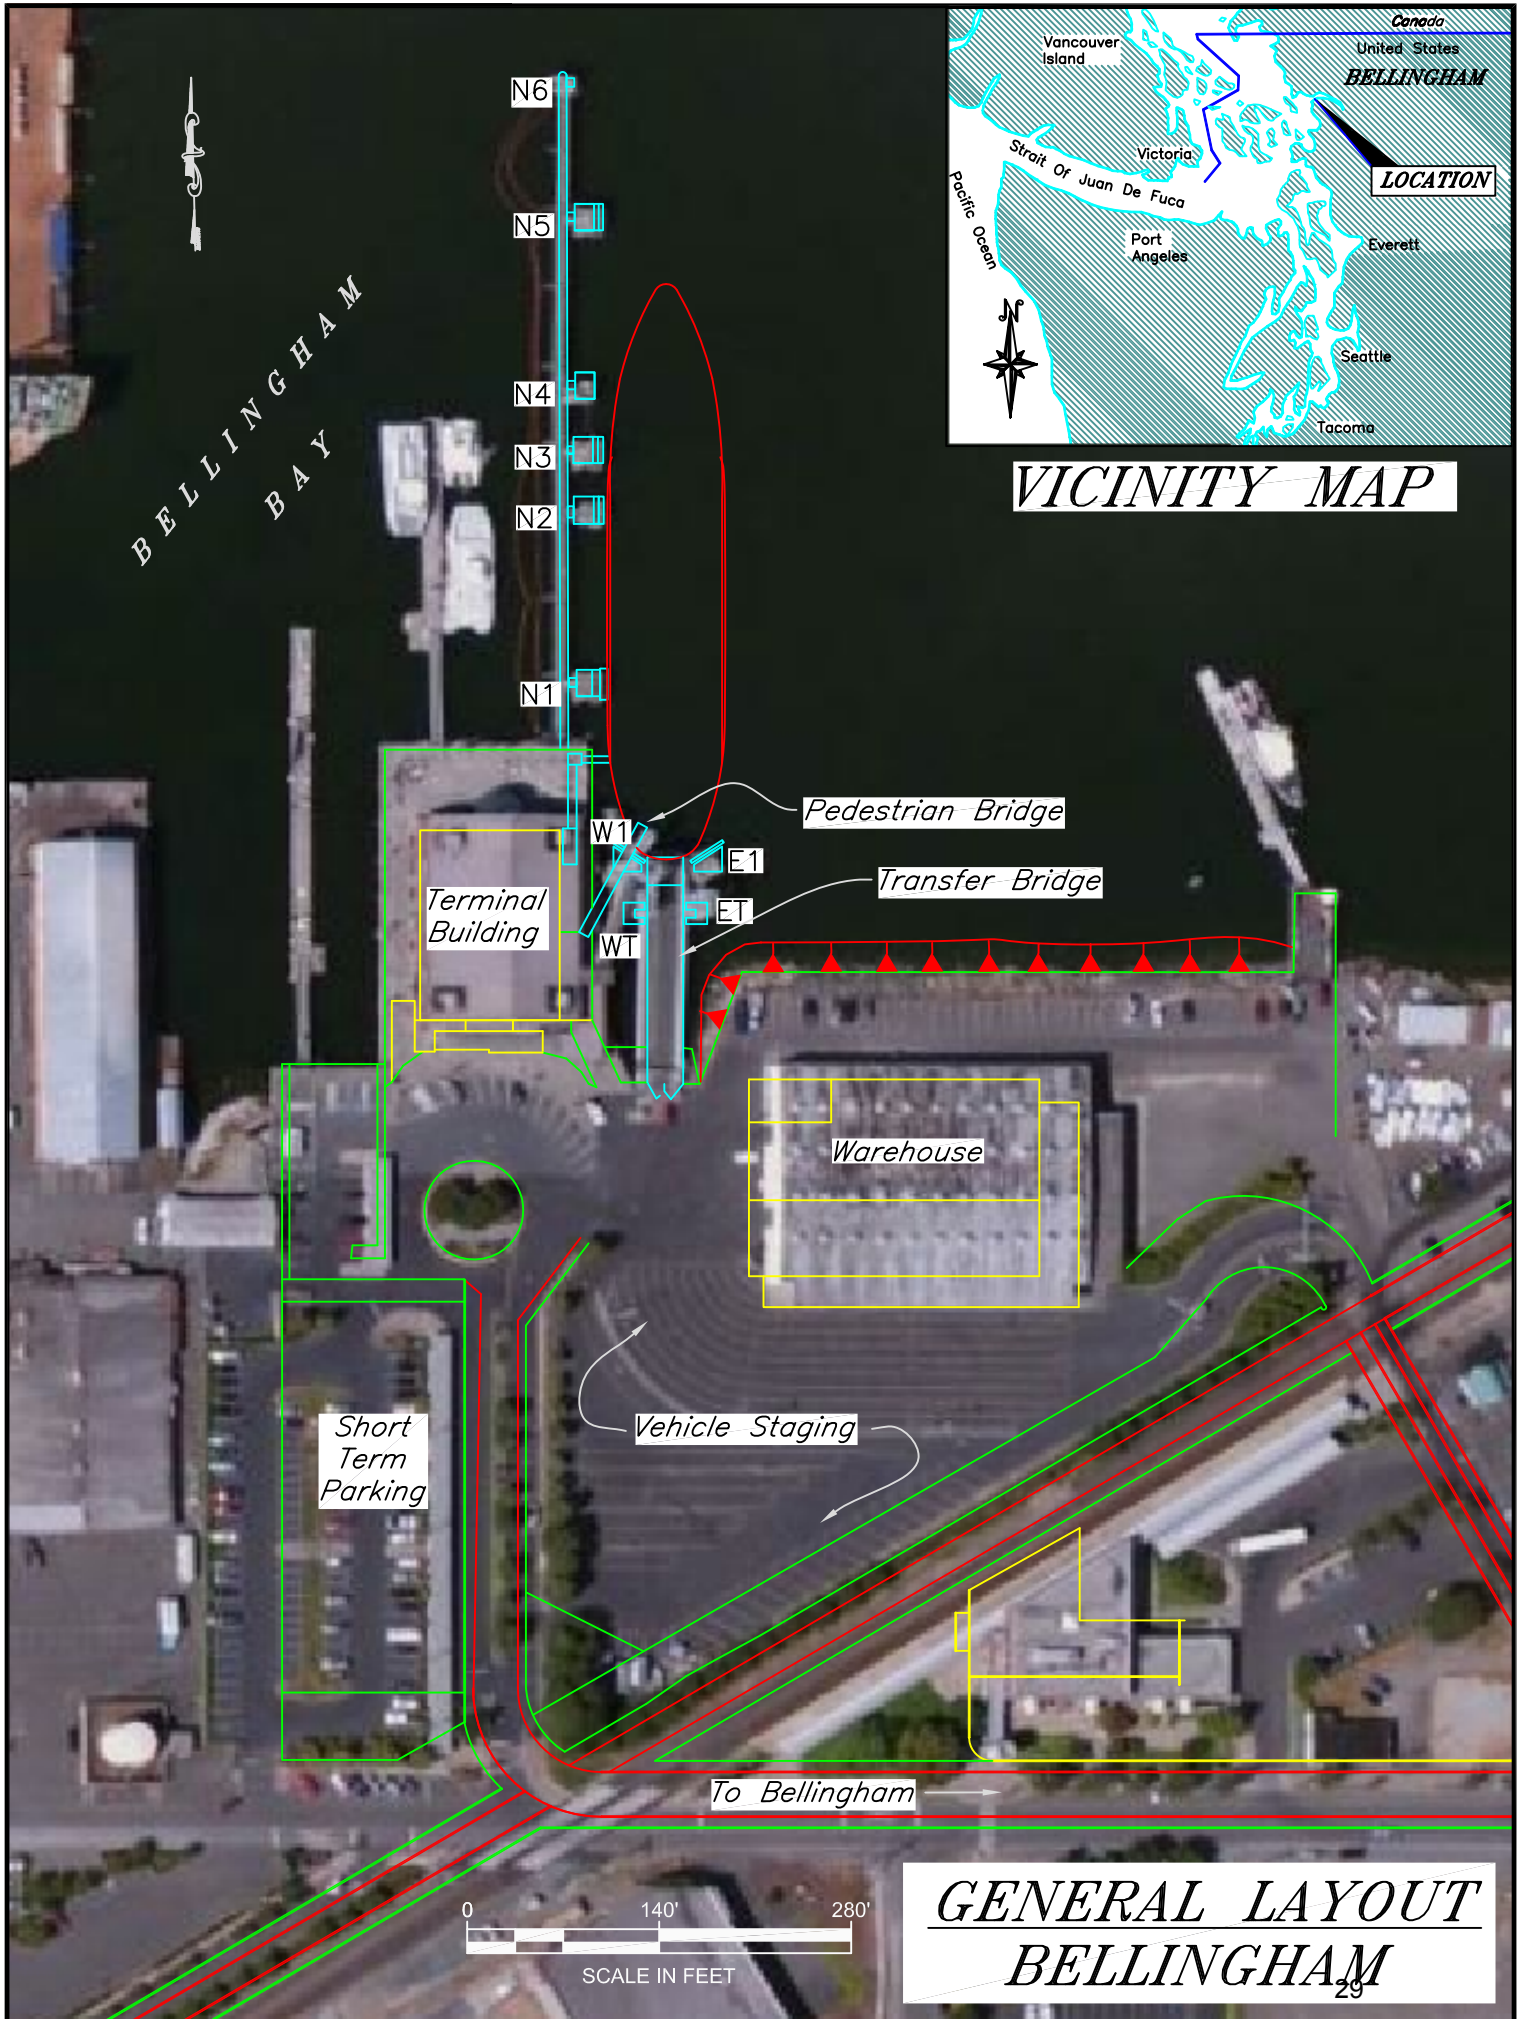 Canada
United States
BELLINGHAM
Vancouver
Island
Victoria
LOCATION
Strait Of Juan De Fuca
Pacific Ocean
Port
Angeles
Everett
N
Seattle
Tacoma
VICINITY MAP
N6
N5
N4
N3
N2
N1
BELLINGHAM
BAY
Pedestrian Bridge
W1
E1
Transfer Bridge
ET
WT
Terminal
Building
Warehouse
Vehicle Staging
Short
Term
Parking
To Bellingham
0 140' 280'
SCALE IN FEET
GENERAL LAYOUT
BELLINGHAM
29